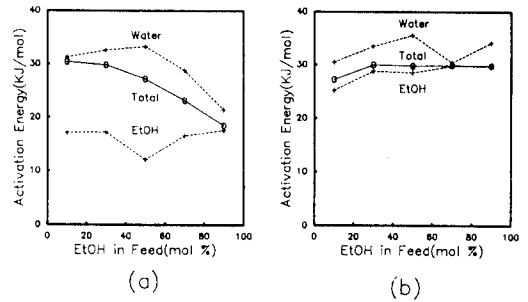 40
30
20
10
0
Activation Energy(KJ/mol)
Water
Total
EtOH
0 20 40 60 80 100
EtOH in Feed(mol %)
(a)
40
30
20
10
0
Activation Energy(KJ/mol)
Water
Total
EtOH
0 20 40 60 80 100
EtOH in Feed(mol %)
(b)